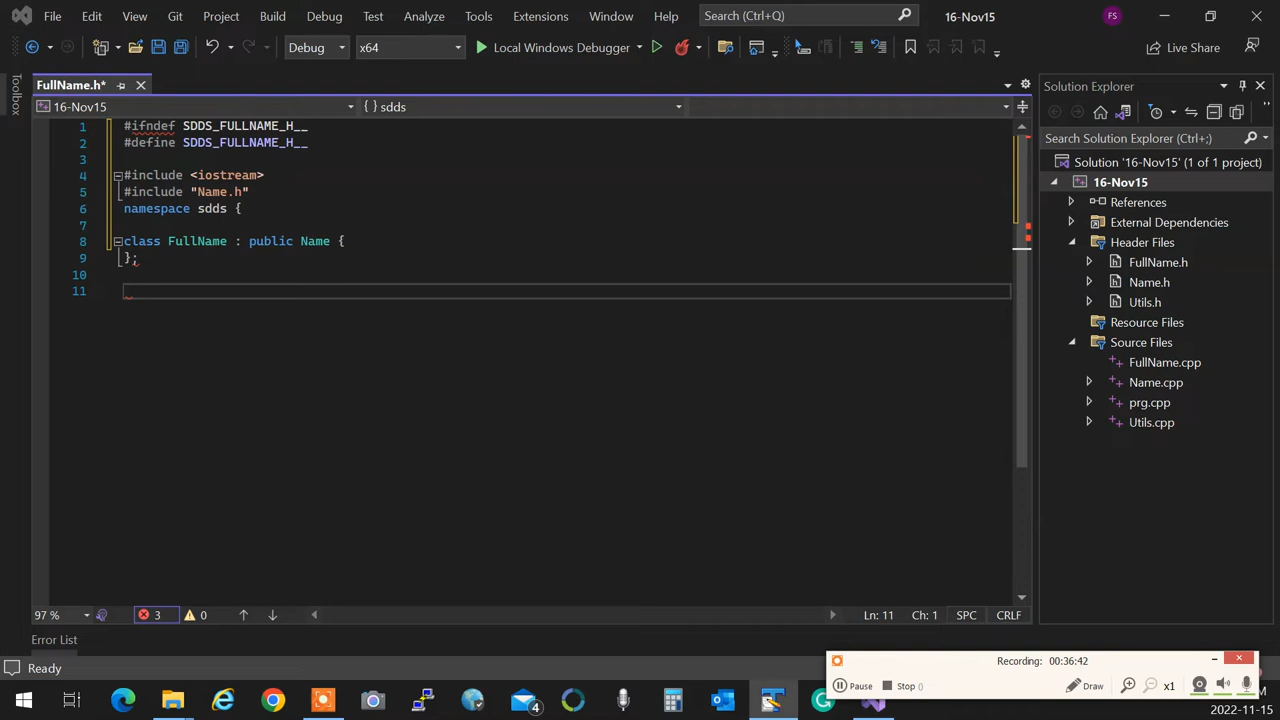 File Edit View Git Project Build Debug Test Analyze Tools Extensions Window Help Search (Ctrl+Q) 16-Nov15 FS
Debug x64 Local Windows Debugger Live Share
Toolbox
FullName.h*
16-Nov15 {} sdds
1 #ifndef SDDS_FULLNAME_H__
2 #define SDDS_FULLNAME_H__
3
4 #include <iostream>
5 #include "Name.h"
6 namespace sdds {
7
8 class FullName : public Name {
9 };
10
11
97 % 3 0 Ln: 11 Ch: 1 SPC CRLF
Error List
Ready
Solution Explorer
Search Solution Explorer (Ctrl+;)
Solution '16-Nov15' (1 of 1 project)
16-Nov15
References
External Dependencies
Header Files
FullName.h
Name.h
Utils.h
Resource Files
Source Files
FullName.cpp
Name.cpp
prg.cpp
Utils.cpp
Recording: 00:36:42
Pause Stop () Draw x1
4
M
2022-11-15